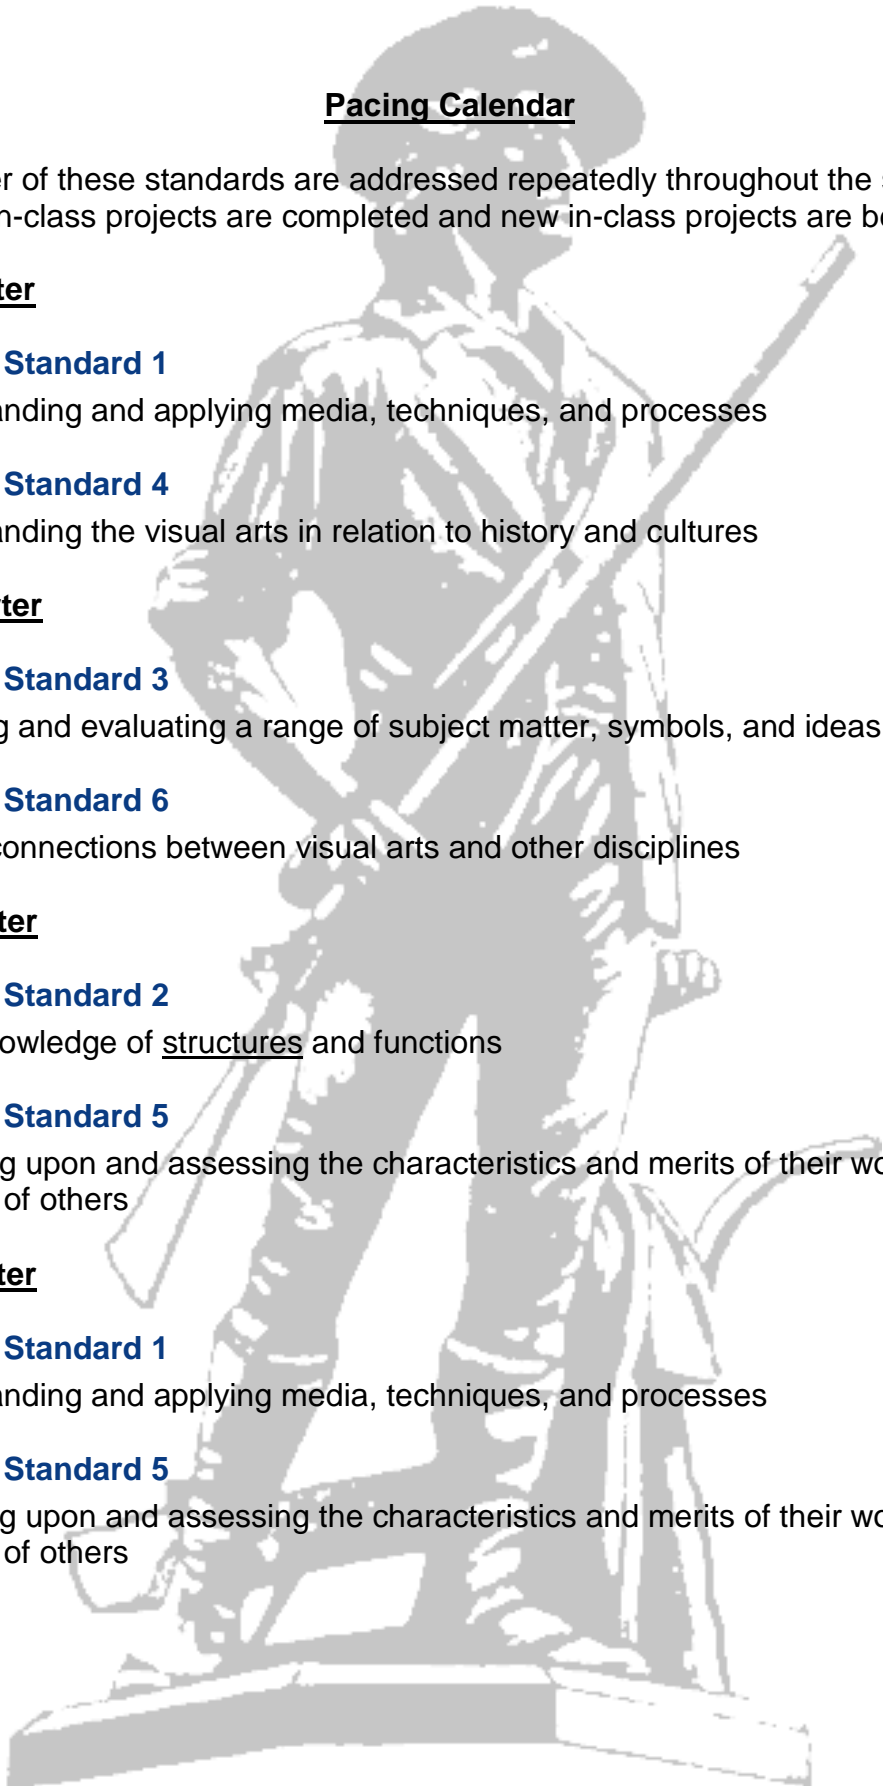 Pacing Calendar
er of these standards are addressed repeatedly throughout the s
n-class projects are completed and new in-class projects are be
ter
Standard 1
anding and applying media, techniques, and processes
Standard 4
anding the visual arts in relation to history and cultures
ter
Standard 3
g and evaluating a range of subject matter, symbols, and ideas
Standard 6
connections between visual arts and other disciplines
ter
Standard 2
owledge of structures and functions
Standard 5
g upon and assessing the characteristics and merits of their wo
of others
ter
Standard 1
anding and applying media, techniques, and processes
Standard 5
g upon and assessing the characteristics and merits of their wo
of others